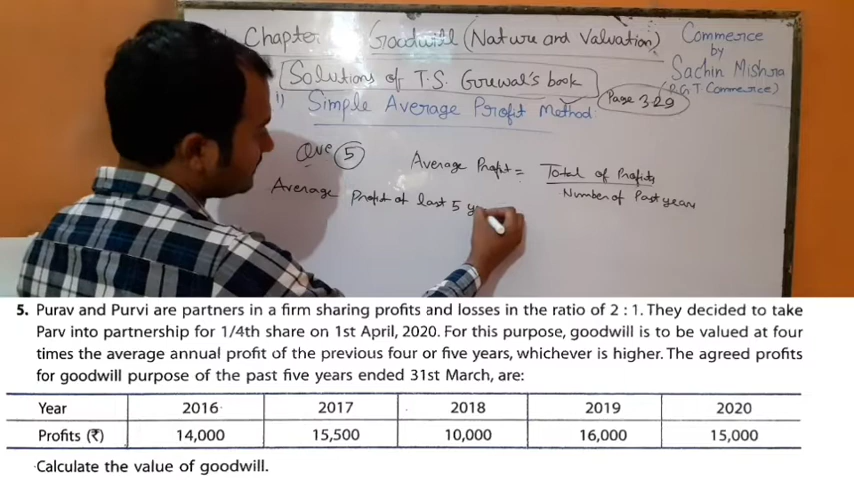 Chapter Goodwill (Nature and Valuation)
Commerce
by
Sachin Mishra
(R.G.T Commerce)
Solutions of T.S. Grewal's book
Page 3.29
1) Simple Average Profit Method:
Que 5
Average Profit = Total of Profits
Number of Past years
Average Profit of last 5 ye
5. Purav and Purvi are partners in a firm sharing profits and losses in the ratio of 2 : 1. They decided to take
Parv into partnership for 1/4th share on 1st April, 2020. For this purpose, goodwill is to be valued at four
times the average annual profit of the previous four or five years, whichever is higher. The agreed profits
for goodwill purpose of the past five years ended 31st March, are:
Year 2016 2017 2018 2019 2020
Profits (₹) 14,000 15,500 10,000 16,000 15,000
Calculate the value of goodwill.